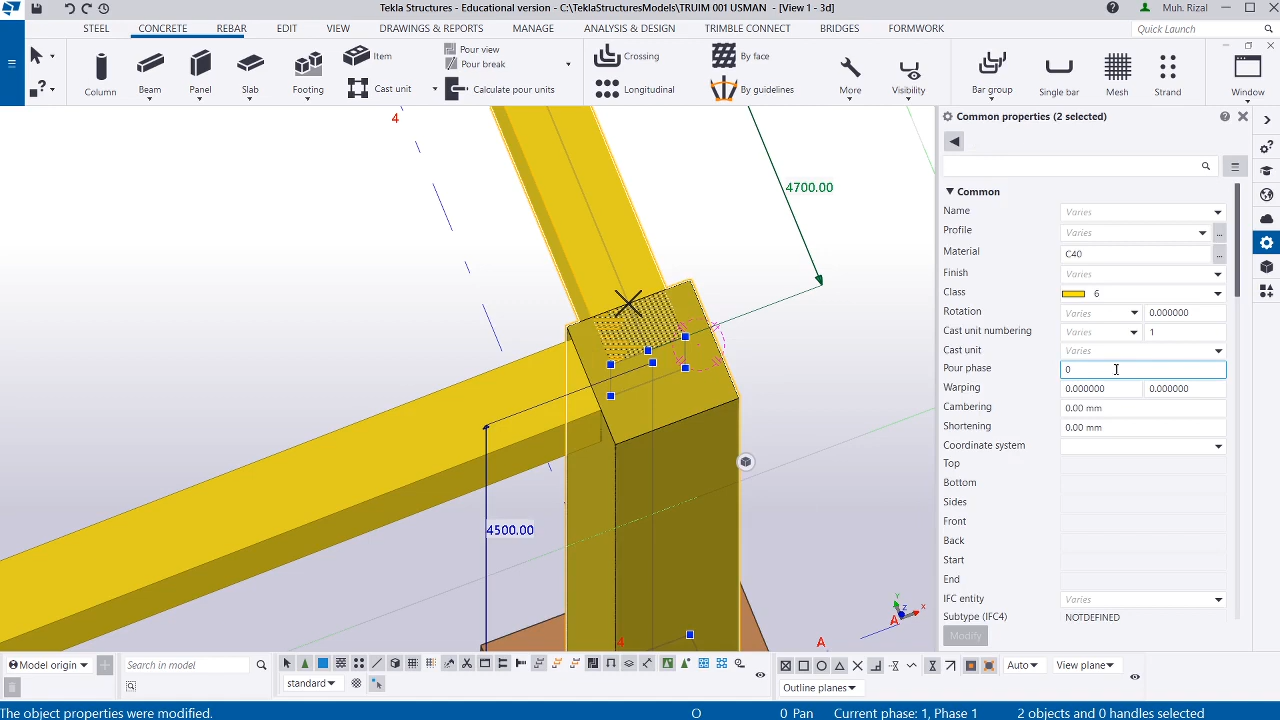 Tekla Structures - Educational version - C:\TeklaStructuresModels\TRUIN 001 USMAN - [View 1 - 3d]
Muh. Rizal
STEEL CONCRETE REBAR EDIT VIEW DRAWINGS & REPORTS MANAGE ANALYSIS & DESIGN TRIMBLE CONNECT BRIDGES FORMWORK
Quick Launch
Column Beam Panel Slab Footing
Item
Cast unit
Pour view
Pour break
Calculate pour units
Crossing
Longitudinal
By face
By guidelines
More Visibility Bar group Single bar Mesh Strand Window
Common properties (2 selected)
Common
Name Varies
Profile Varies ...
Material C40 ...
Finish Varies
Class 6
Rotation Varies 0.000000
Cast unit numbering Varies 1
Cast unit Varies
Pour phase 0
Warping 0.000000 0.000000
Cambering 0.00 mm
Shortening 0.00 mm
Coordinate system
Top
Bottom
Sides
Front
Back
Start
End
IFC entity Varies
Subtype (IFC4) NOTDEFINED
Modify
4
4700.00
4500.00
4
A
A
Y
Z
X
Model origin
Search in model
standard
Auto
View plane
Outline planes
The object properties were modified.
O
0 Pan
Current phase: 1, Phase 1
2 objects and 0 handles selected